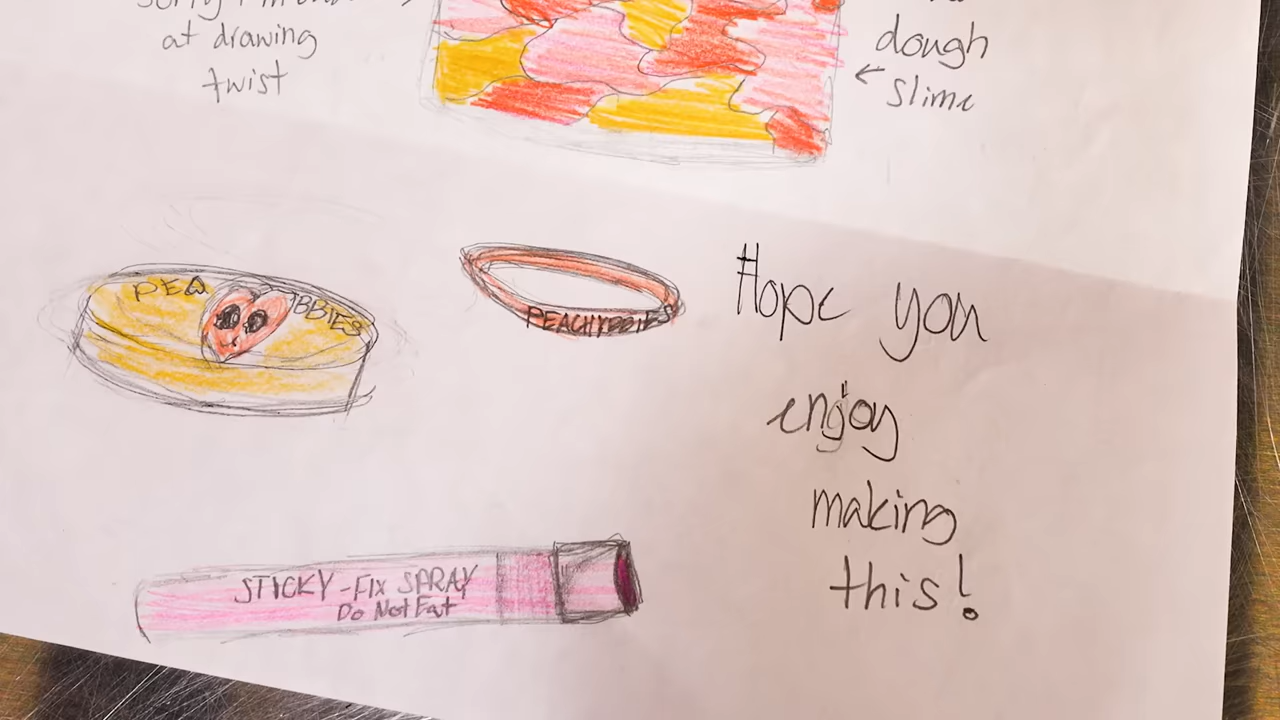 at drawing
twist
dough
slime
PEA BBIES
PEACHYBBIES
Hope you
enjoy
making
this!
STICKY-FIX SPRAY
Do Not Eat